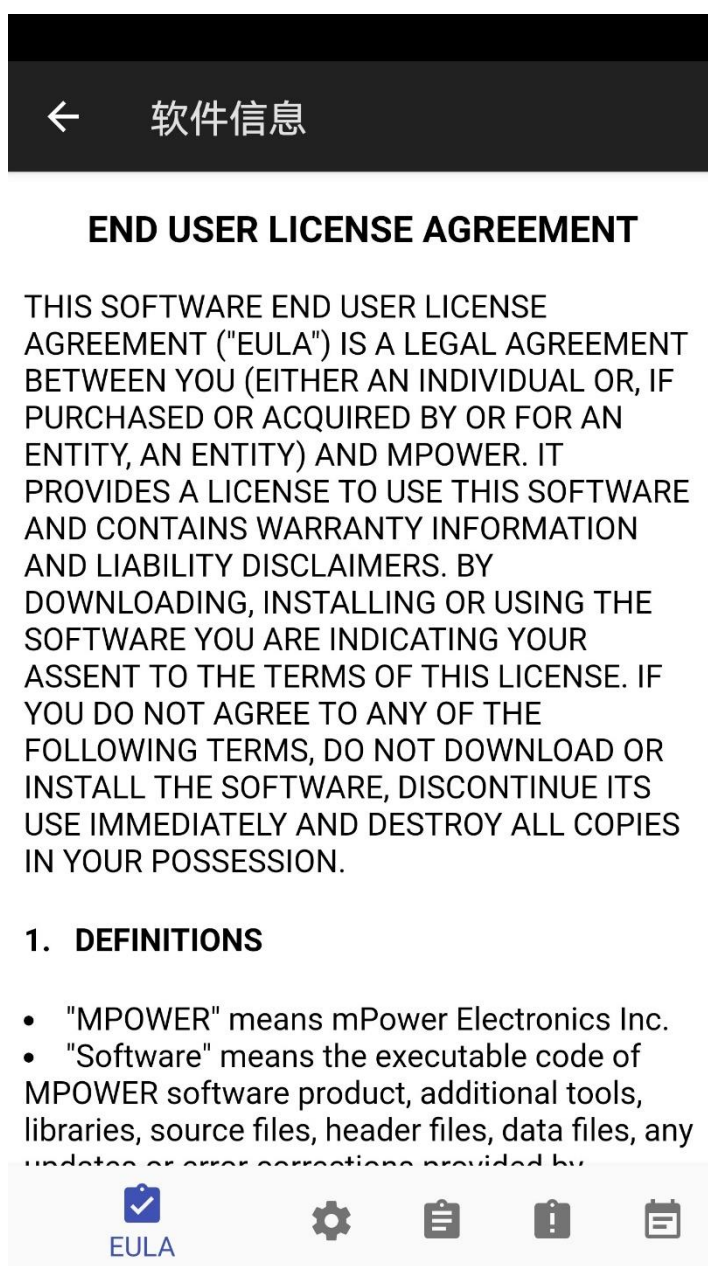 软件信息
END USER LICENSE AGREEMENT
THIS SOFTWARE END USER LICENSE
AGREEMENT ("EULA") IS A LEGAL AGREEMENT
BETWEEN YOU (EITHER AN INDIVIDUAL OR, IF
PURCHASED OR ACQUIRED BY OR FOR AN
ENTITY, AN ENTITY) AND MPOWER. IT
PROVIDES A LICENSE TO USE THIS SOFTWARE
AND CONTAINS WARRANTY INFORMATION
AND LIABILITY DISCLAIMERS. BY
DOWNLOADING, INSTALLING OR USING THE
SOFTWARE YOU ARE INDICATING YOUR
ASSENT TO THE TERMS OF THIS LICENSE. IF
YOU DO NOT AGREE TO ANY OF THE
FOLLOWING TERMS, DO NOT DOWNLOAD OR
INSTALL THE SOFTWARE, DISCONTINUE ITS
USE IMMEDIATELY AND DESTROY ALL COPIES
IN YOUR POSSESSION.
1. DEFINITIONS
• "MPOWER" means mPower Electronics Inc.
• "Software" means the executable code of
MPOWER software product, additional tools,
libraries, source files, header files, data files, any
updates or error corrections provided by
EULA